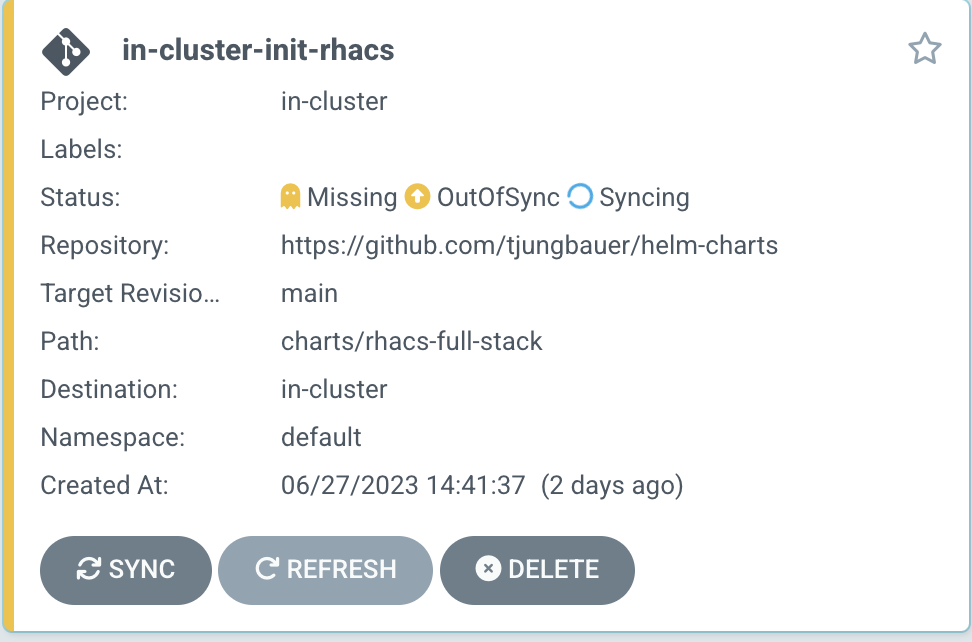 in-cluster-init-rhacs
Project: in-cluster
Labels:
Status: Missing OutOfSync Syncing
Repository: https://github.com/tjungbauer/helm-charts
Target Revisio... main
Path: charts/rhacs-full-stack
Destination: in-cluster
Namespace: default
Created At: 06/27/2023 14:41:37 (2 days ago)
SYNC REFRESH DELETE